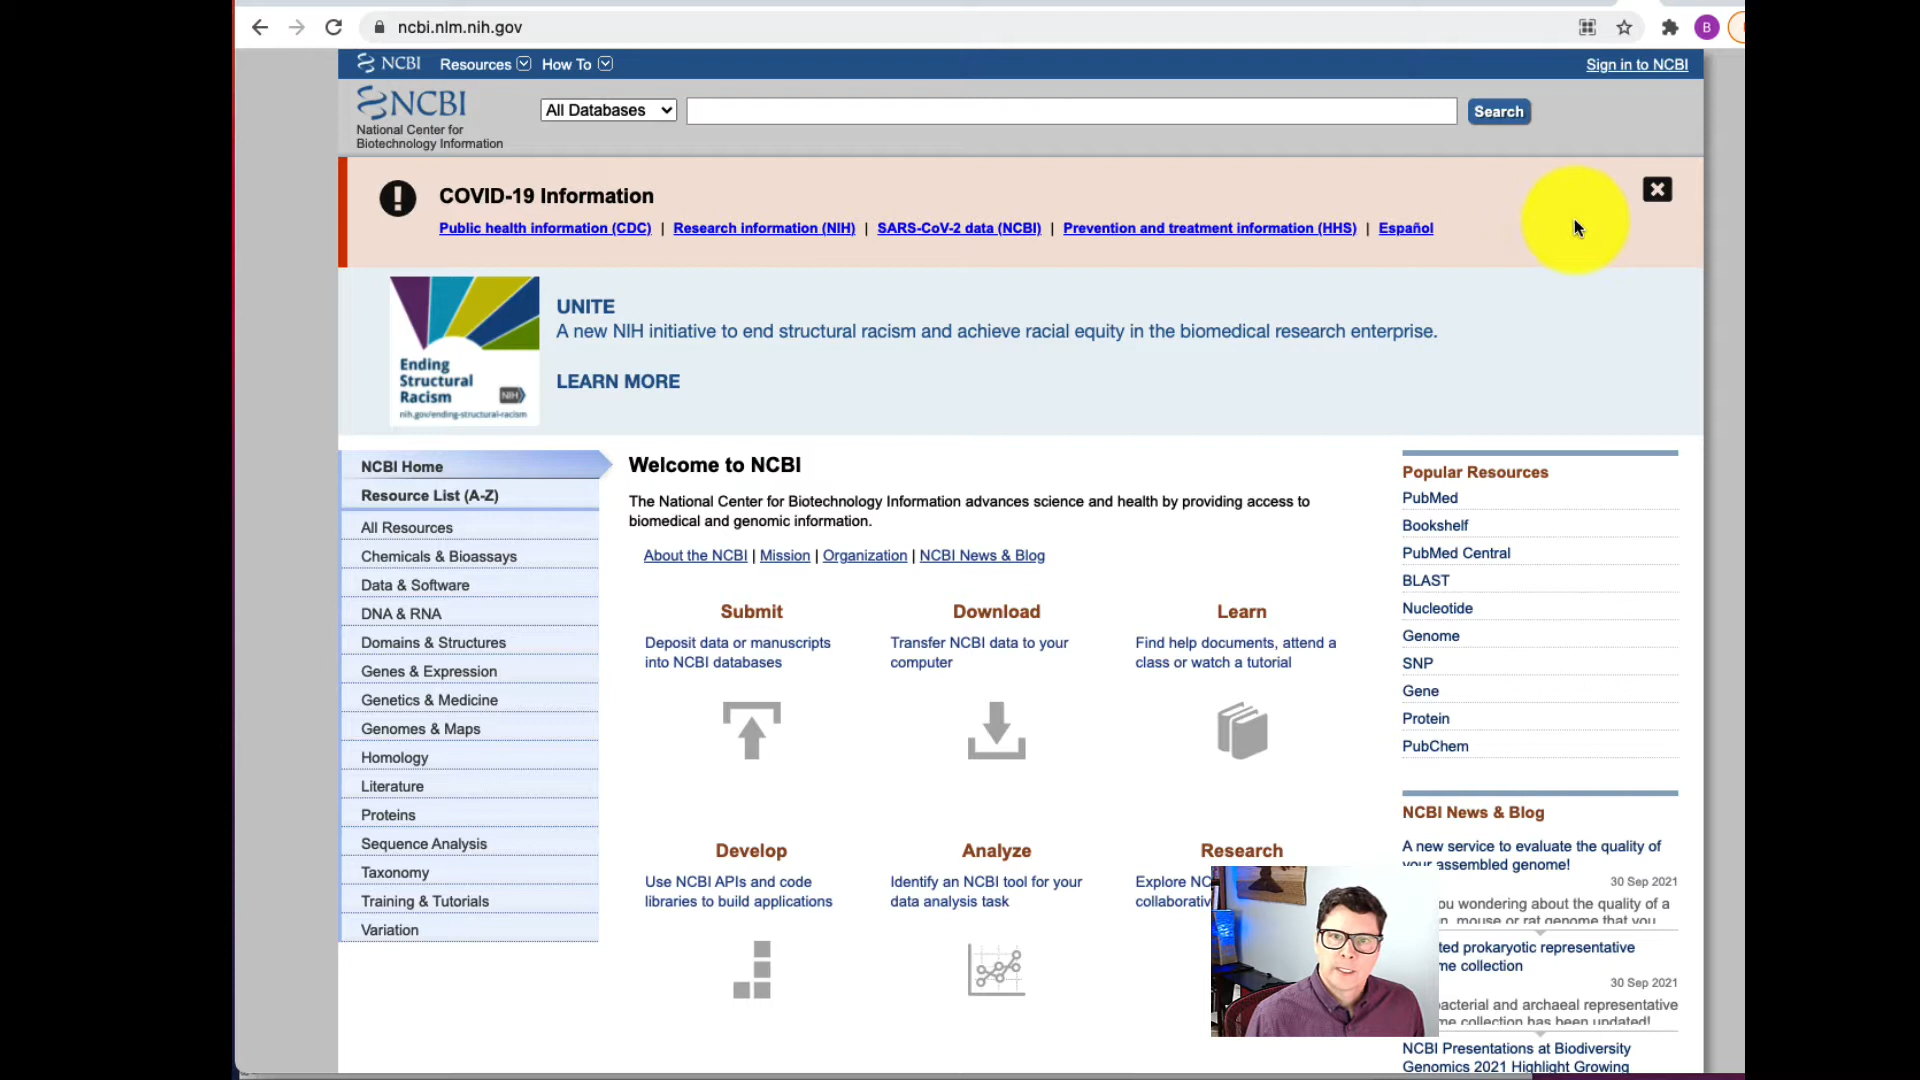 ncbi.nlm.nih.gov
B
NCBI Resources How To Sign in to NCBI
NCBI
National Center for
Biotechnology Information
All Databases
Search
COVID-19 Information
Public health information (CDC) | Research information (NIH) | SARS-CoV-2 data (NCBI) | Prevention and treatment information (HHS) | Español
Ending
Structural
Racism
NIH
nih.gov/ending-structural-racism
UNITE
A new NIH initiative to end structural racism and achieve racial equity in the biomedical research enterprise.
LEARN MORE
NCBI Home
Resource List (A-Z)
All Resources
Chemicals & Bioassays
Data & Software
DNA & RNA
Domains & Structures
Genes & Expression
Genetics & Medicine
Genomes & Maps
Homology
Literature
Proteins
Sequence Analysis
Taxonomy
Training & Tutorials
Variation
Welcome to NCBI
The National Center for Biotechnology Information advances science and health by providing access to
biomedical and genomic information.
About the NCBI | Mission | Organization | NCBI News & Blog
Submit
Deposit data or manuscripts
into NCBI databases
Download
Transfer NCBI data to your
computer
Learn
Find help documents, attend a
class or watch a tutorial
Develop
Use NCBI APIs and code
libraries to build applications
Analyze
Identify an NCBI tool for your
data analysis task
Research
Explore
Popular Resources
PubMed
Bookshelf
PubMed Central
BLAST
Nucleotide
Genome
SNP
Gene
Protein
PubChem
NCBI News & Blog
A new service to evaluate the quality of
your assembled genome!
30 Sep 2021
wondering about the quality of a
mouse or rat genome that you
prokaryotic representative
collection
30 Sep 2021
bacterial and archaeal representative
collection has been updated!
NCBI Presentations at Biodiversity
Genomics 2021 Highlight Growing